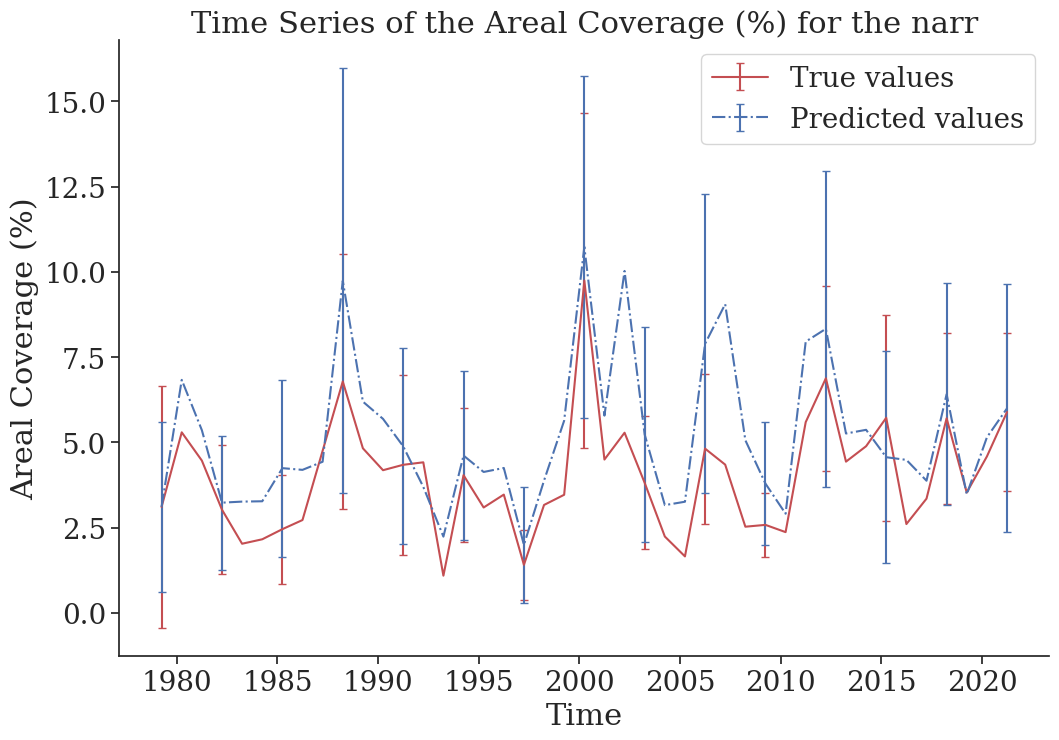 Time Series of the Areal Coverage (%) for the narr
True values
Predicted values
Areal Coverage (%)
15.0
12.5
10.0
7.5
5.0
2.5
0.0
1980 1985 1990 1995 2000 2005 2010 2015 2020
Time